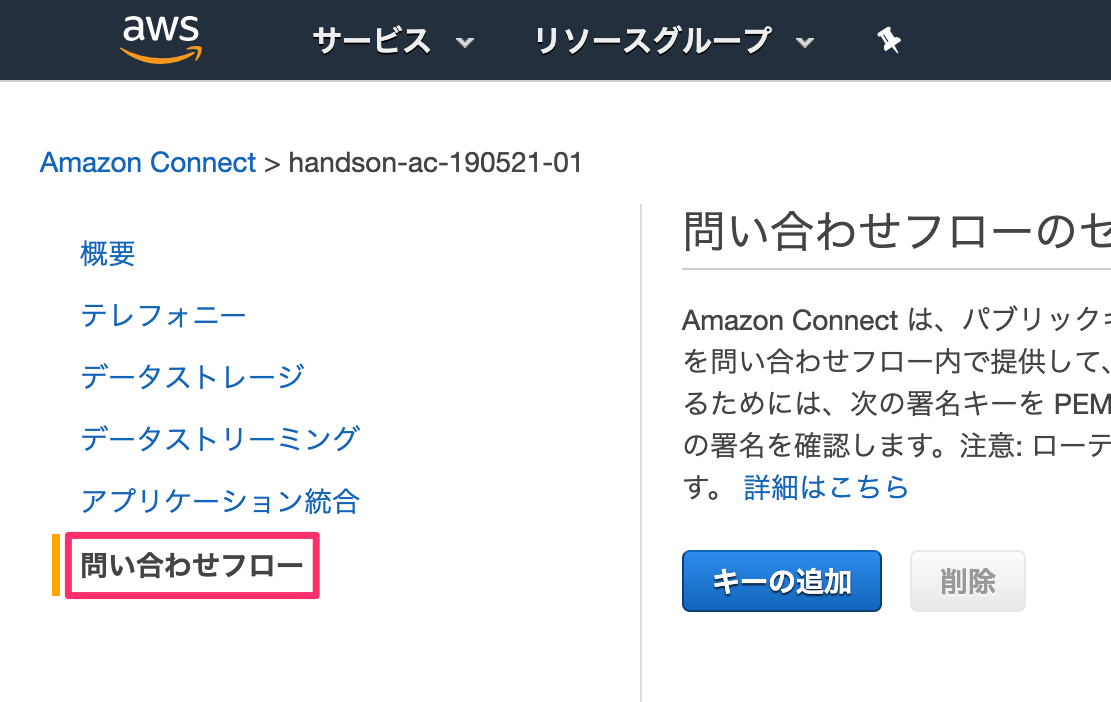 aws
サービス
リソースグループ
Amazon Connect > handson-ac-190521-01
概要
テレフォニー
データストレージ
データストリーミング
アプリケーション統合
問い合わせフロー
問い合わせフローのセ
Amazon Connect は、パブリックキ
を問い合わせフロー内で提供して、
るためには、次の署名キーを PEM
の署名を確認します。注意: ローテ
す。 詳細はこちら
キーの追加
削除